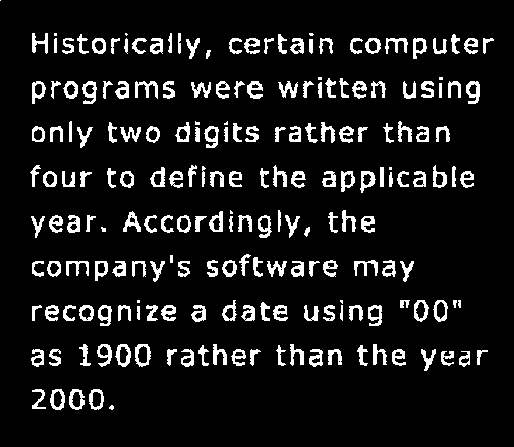 Historically, certain computer
programs were written using
only two digits rather than
four to define the applicable
year. Accordingly, the
company's software may
recognize a date using "00"
as 1900 rather than the year
2000.